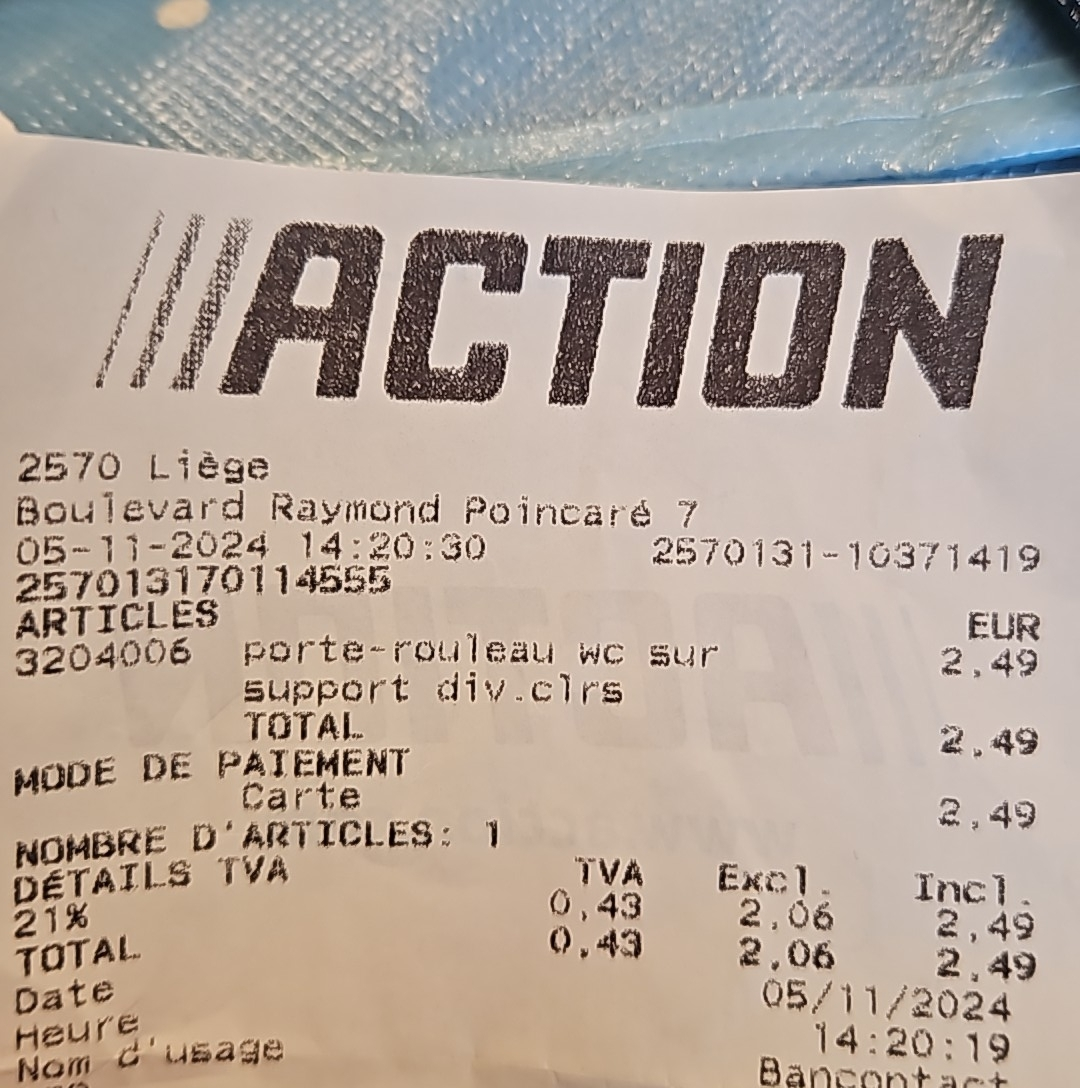 ACTION
2570 Liège
Boulevard Raymond Poincaré 7
05-11-2024 14:20:30 2570131-10371419
257013170114555
ARTICLES EUR
3204006 porte-rouleau wc sur 2,49
support div.clrs
TOTAL 2,49
MODE DE PAIEMENT
Carte 2,49
NOMBRE D'ARTICLES: 1
DÉTAILS TVA TVA Excl. Incl.
21% 0,43 2,06 2,49
TOTAL 0,43 2,06 2,49
Date 05/11/2024
Heure 14:20:19
Nom d'usage Bancontact